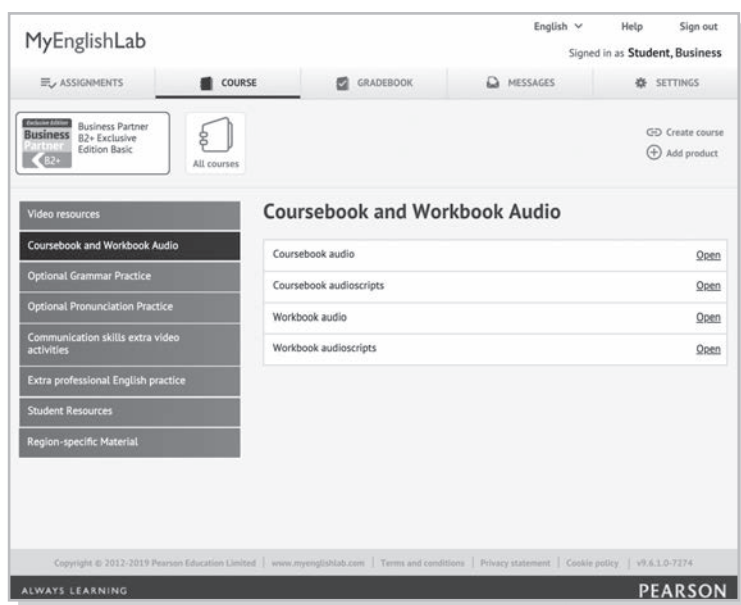 MyEnglishLab
English Help Sign out
Signed in as Student, Business
ASSIGNMENTS COURSE GRADEBOOK MESSAGES SETTINGS
Exclusive Edition
Business Partner
B2+
Business Partner
B2+ Exclusive
Edition Basic
All courses
Create course
Add product
Video resources
Coursebook and Workbook Audio
Optional Grammar Practice
Optional Pronunciation Practice
Communication skills extra video
activities
Extra professional English practice
Student Resources
Region-specific Material
Coursebook and Workbook Audio
Coursebook audio Open
Coursebook audioscripts Open
Workbook audio Open
Workbook audioscripts Open
Copyright © 2012-2019 Pearson Education Limited | www.myenglishlab.com | Terms and conditions | Privacy statement | Cookie policy | v9.6.1.0-7274
ALWAYS LEARNING PEARSON